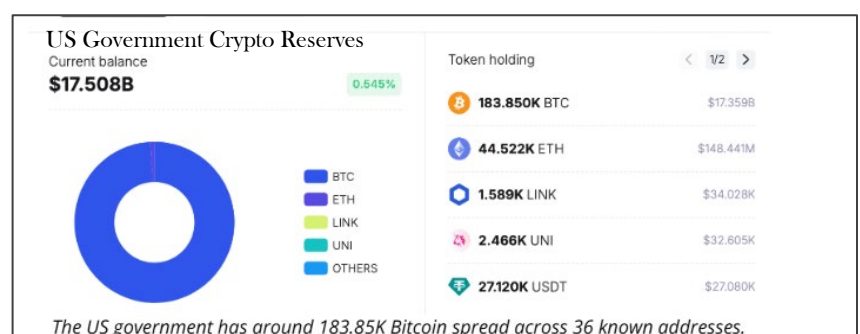 US Government Crypto Reserves
Current balance
$17.508B
0.545%
BTC
ETH
LINK
UNI
OTHERS
Token holding
1/2
183.850K BTC
$17.359B
44.522K ETH
$148.441M
1.589K LINK
$34.028K
2.466K UNI
$32.605K
27.120K USDT
$27.080K
The US government has around 183.85K Bitcoin spread across 36 known addresses.